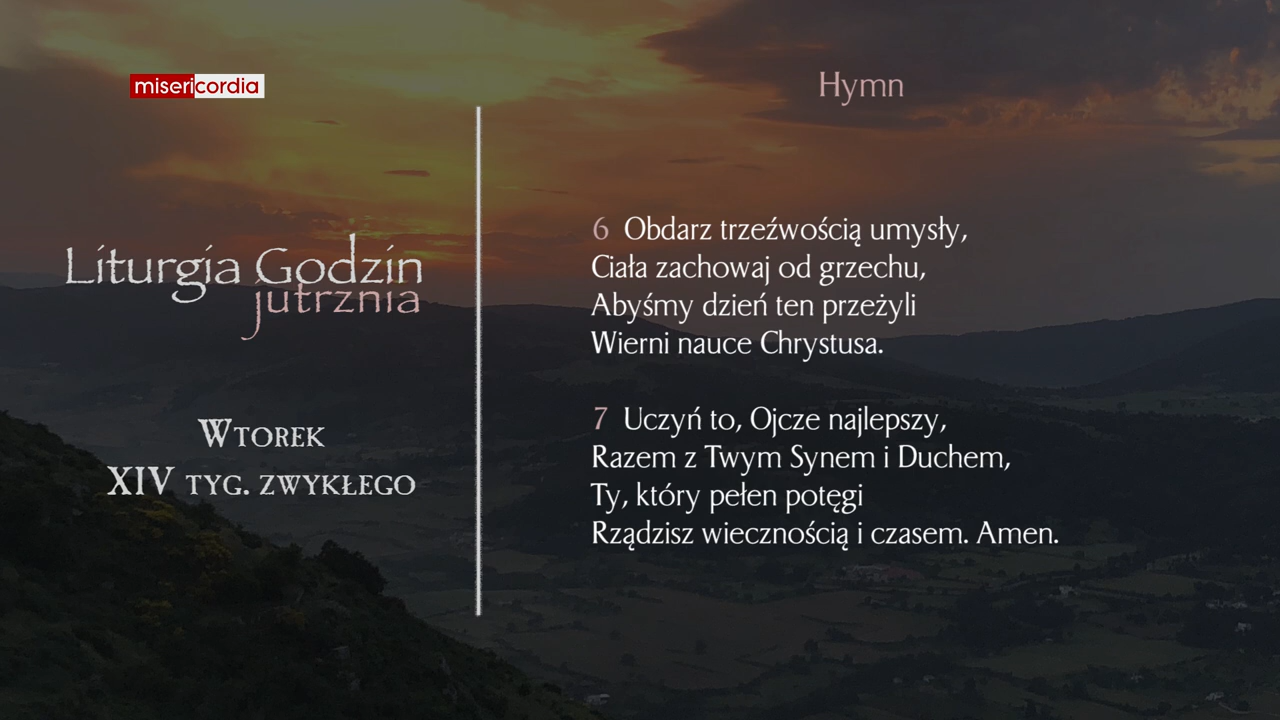 misericordia
Liturgia Godzin
jutrznia
Wtorek
XIV tyg. zwykłego
Hymn
6 Obdarz trzeźwością umysły,
Ciała zachowaj od grzechu,
Abyśmy dzień ten przeżyli
Wierni nauce Chrystusa.
7 Uczyń to, Ojcze najlepszy,
Razem z Twym Synem i Duchem,
Ty, który pełen potęgi
Rządzisz wiecznością i czasem. Amen.